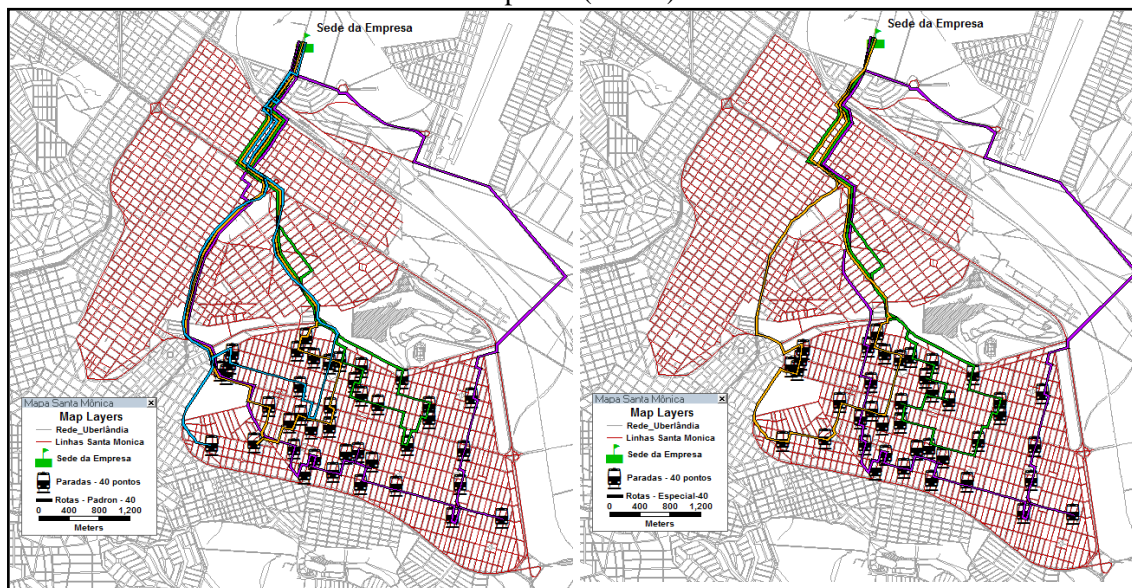 Sede da Empresa
Mapa Santa Mônica
Map Layers
Rede_Uberlândia
Linhas Santa Monica
Sede da Empresa
Paradas - 40 pontos
Rotas - Padron - 40
0 400 800 1,200
Meters
Sede da Empresa
Mapa Santa Mônica
Map Layers
Rede_Uberlândia
Linhas Santa Monica
Sede da Empresa
Paradas - 40 pontos
Rotas - Especial-40
0 400 800 1,200
Meters